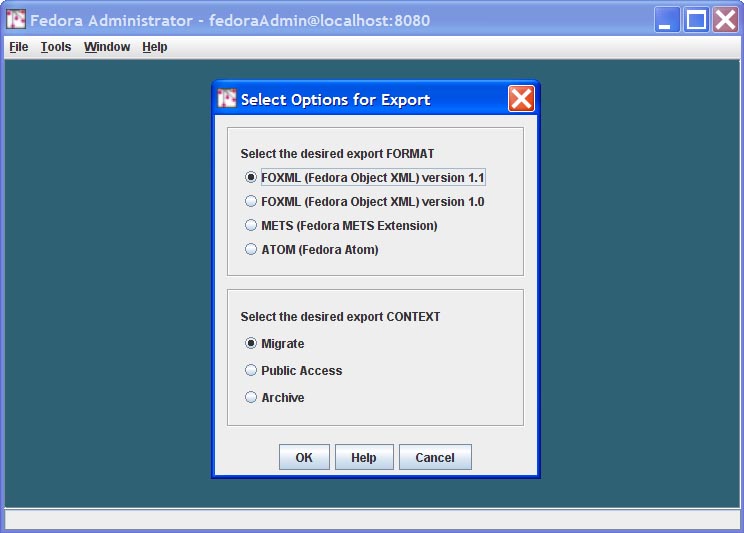 Fedora Administrator - fedoraAdmin@localhost:8080
File Tools Window Help
Select Options for Export
Select the desired export FORMAT
FOXML (Fedora Object XML) version 1.1
FOXML (Fedora Object XML) version 1.0
METS (Fedora METS Extension)
ATOM (Fedora Atom)
Select the desired export CONTEXT
Migrate
Public Access
Archive
OK Help Cancel